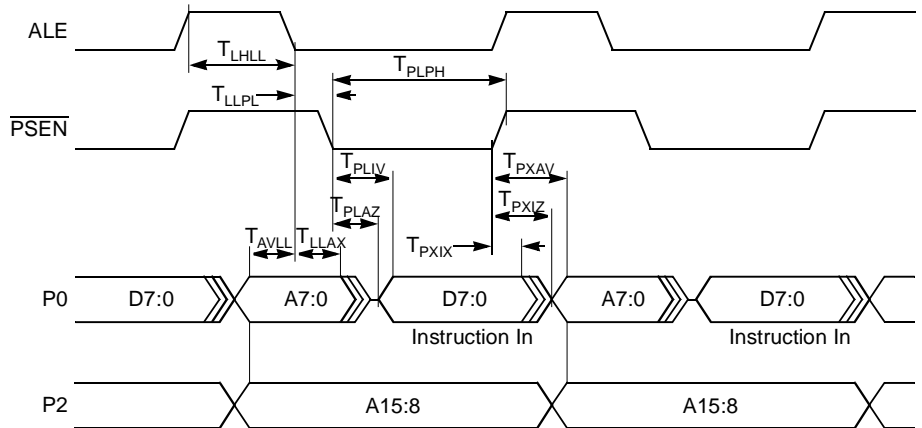 ALE
T_LHLL
T_PLPH
T_LLPL
PSEN
T_PLIV
T_PXAV
T_PLAZ
T_PXIZ
T_AVLL T_LLAX
T_PXIX
P0 D7:0 A7:0 D7:0 A7:0 D7:0
Instruction In Instruction In
P2 A15:8 A15:8